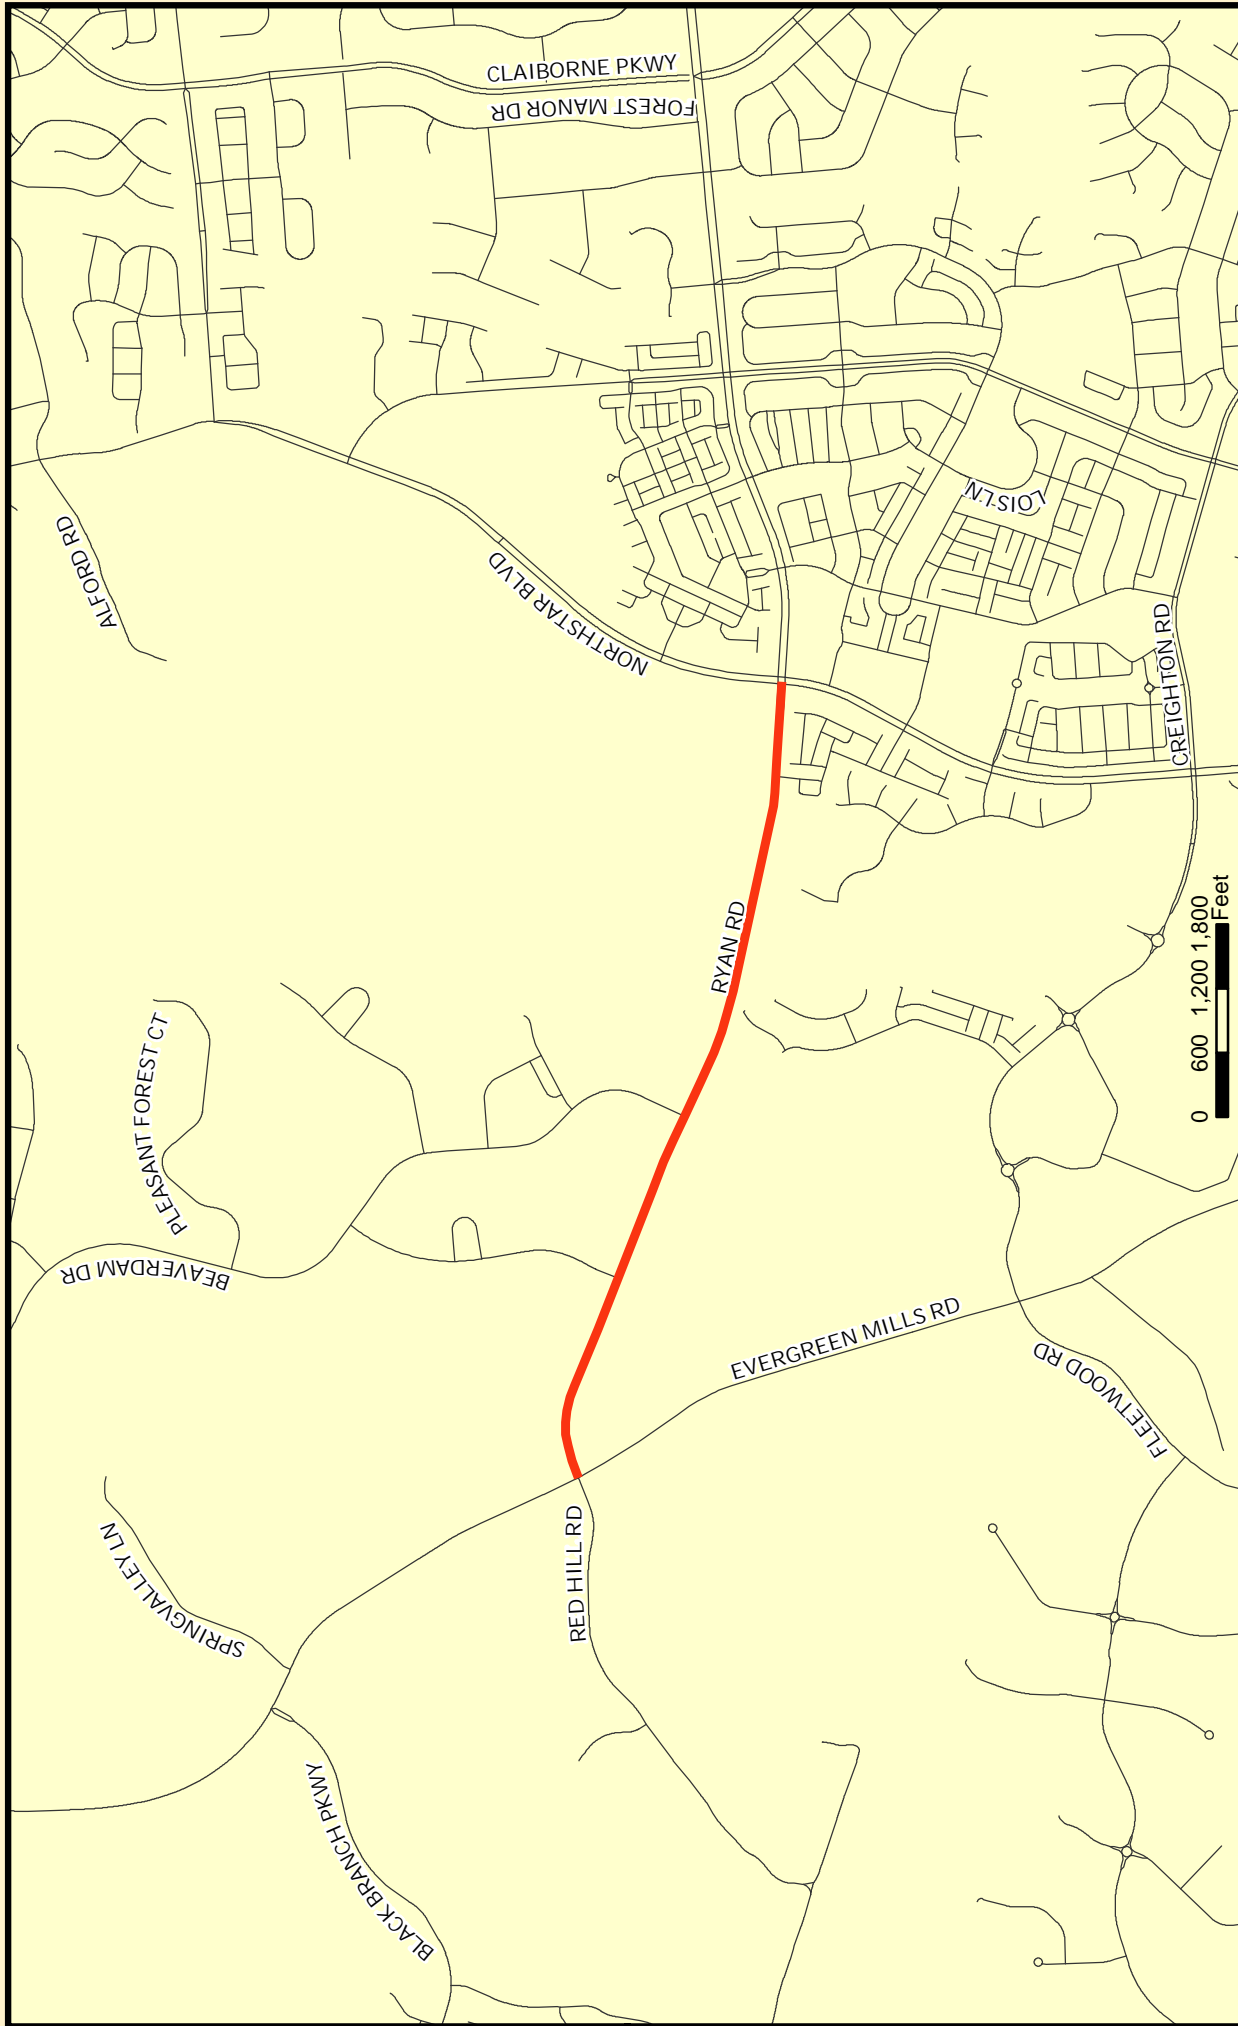 CLAIBORNE PKWY
FOREST MANOR DR
LOIS LN
ALFORD RD
NORTHSTAR BLVD
CREIGHTON RD
RYAN RD
0 600 1,200 1,800
Feet
PLEASANT FOREST CT
BEAVERDAM DR
EVERGREEN MILLS RD
FLEETWOOD RD
RED HILL RD
SPRINGVALLEY LN
BLACK BRANCH PKWY